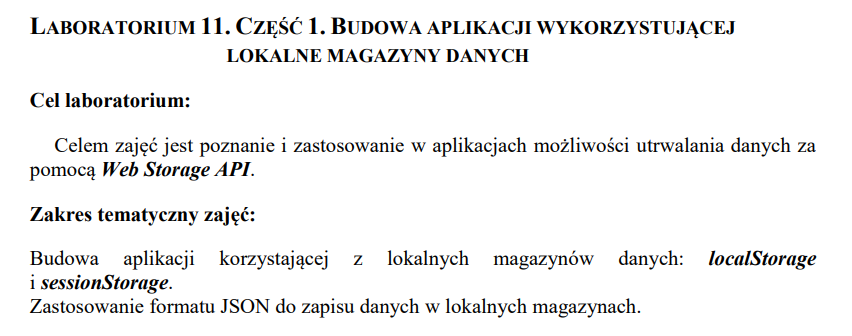 LABORATORIUM 11. CZĘŚĆ 1. BUDOWA APLIKACJI WYKORZYSTUJĄCEJ
LOKALNE MAGAZYNY DANYCH
Cel laboratorium:
Celem zajęć jest poznanie i zastosowanie w aplikacjach możliwości utrwalania danych za
pomocą Web Storage API.
Zakres tematyczny zajęć:
Budowa aplikacji korzystającej z lokalnych magazynów danych: localStorage
i sessionStorage.
Zastosowanie formatu JSON do zapisu danych w lokalnych magazynach.